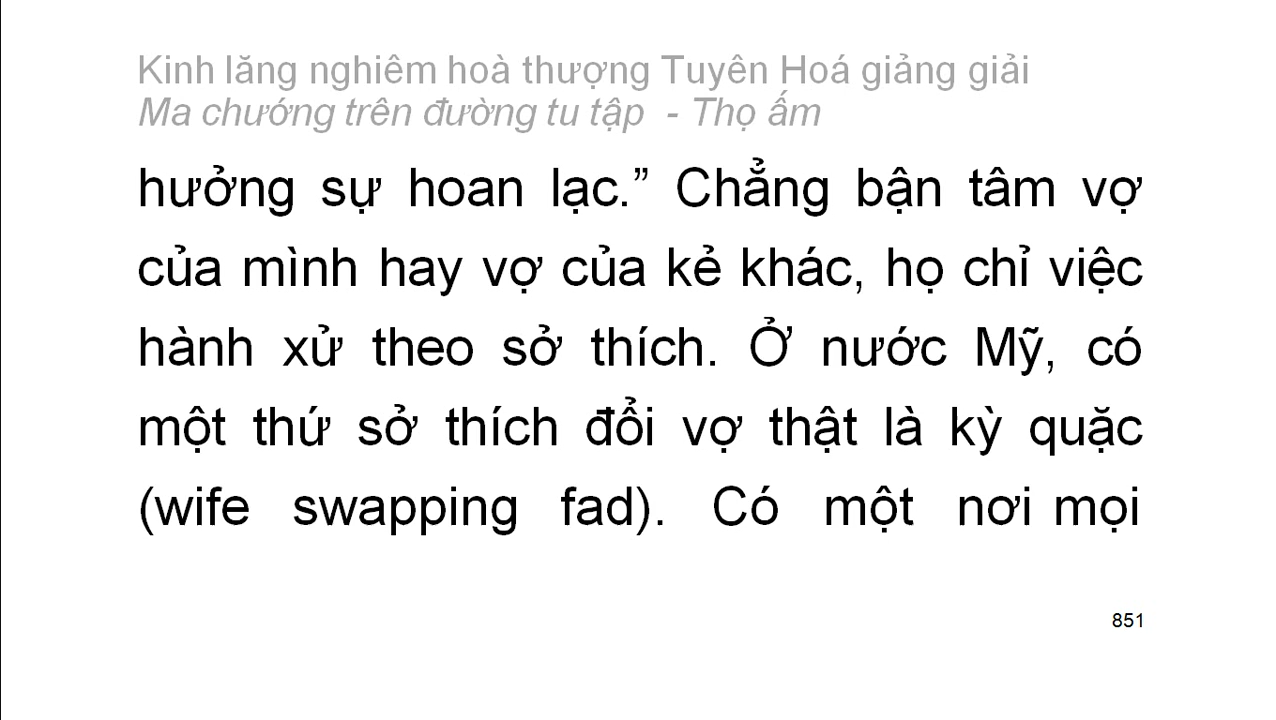 Kinh lăng nghiêm hoà thượng Tuyên Hoá giảng giải
Ma chướng trên đường tu tập - Thọ ấm
hưởng sự hoan lạc.” Chẳng bận tâm vợ
của mình hay vợ của kẻ khác, họ chỉ việc
hành xử theo sở thích. Ở nước Mỹ, có
một thứ sở thích đổi vợ thật là kỳ quặc
(wife swapping fad). Có một nơi mọi
851